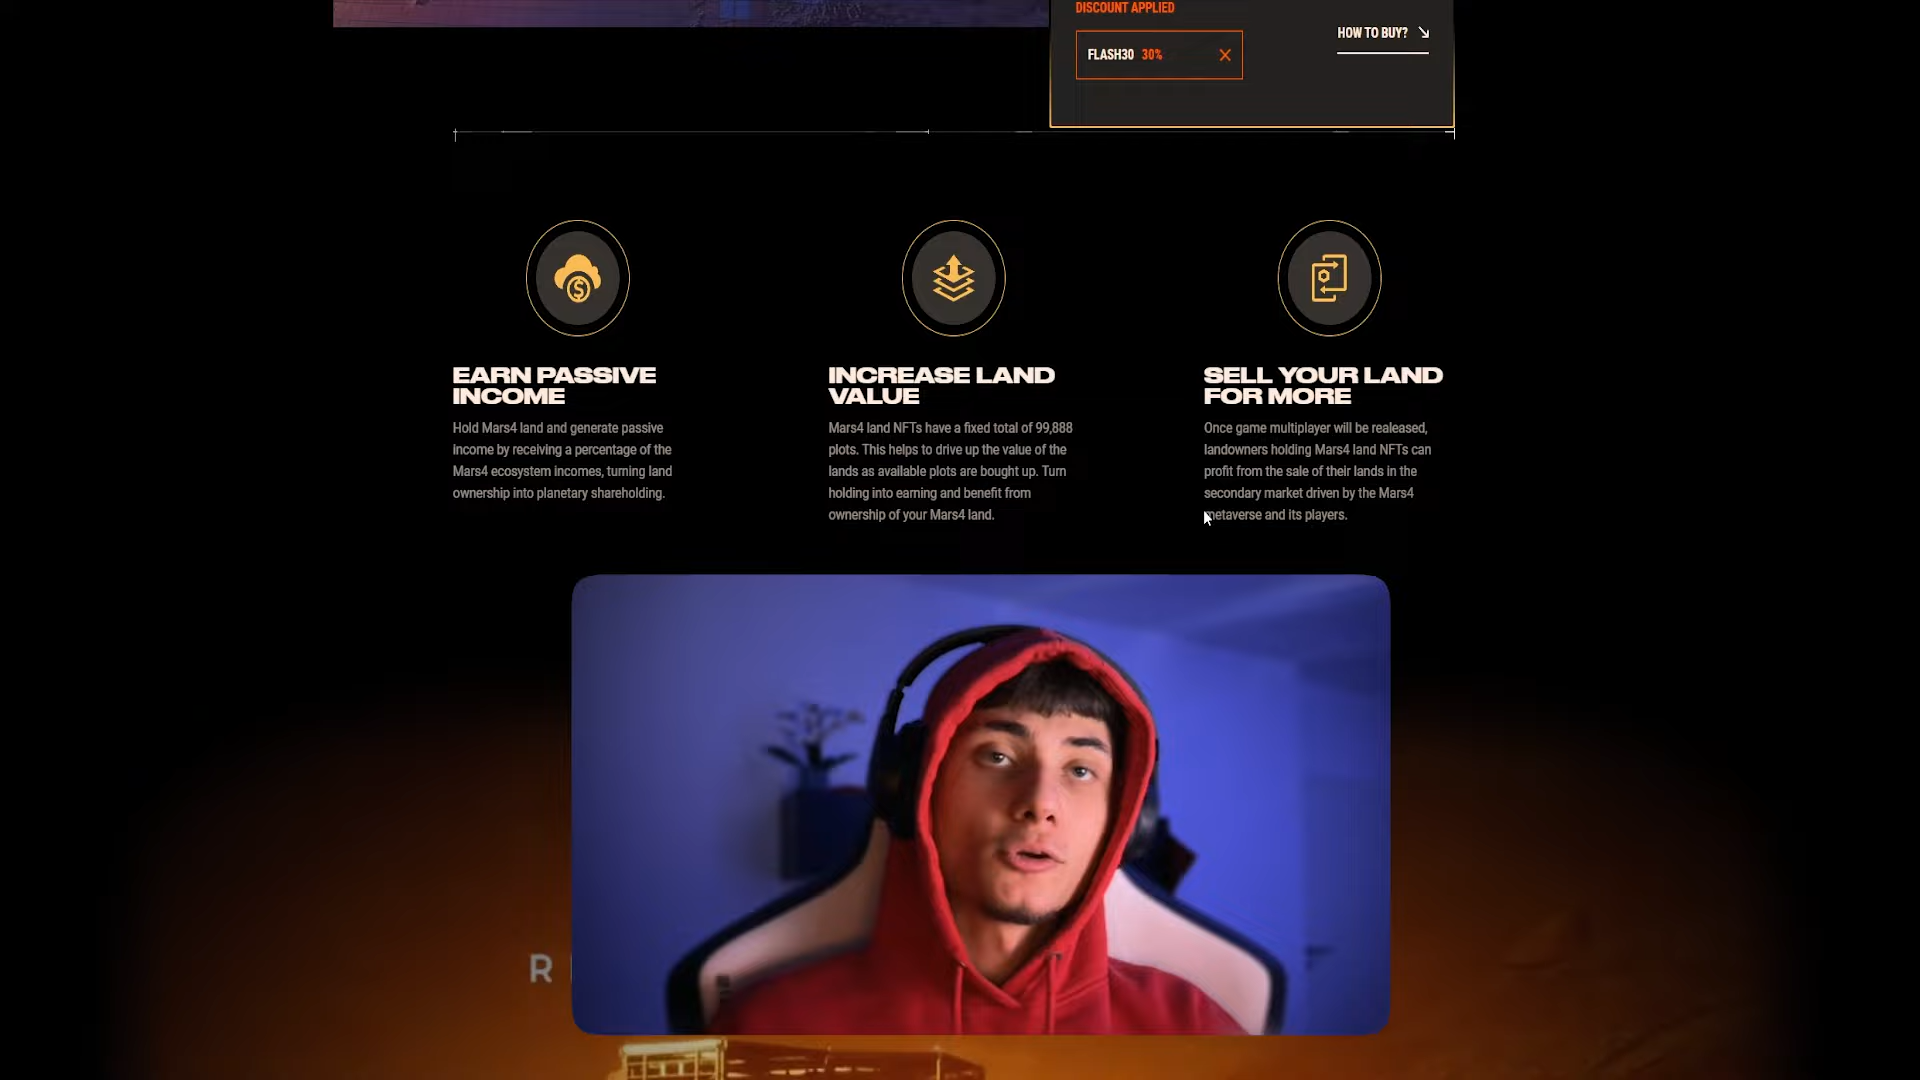 DISCOUNT APPLIED
FLASH30 30%
HOW TO BUY?
EARN PASSIVE
INCOME
Hold Mars4 land and generate passive
income by receiving a percentage of the
Mars4 ecosystem incomes, turning land
ownership into planetary shareholding.
INCREASE LAND
VALUE
Mars4 land NFTs have a fixed total of 99,888
plots. This helps to drive up the value of the
lands as available plots are bought up. Turn
holding into earning and benefit from
ownership of your Mars4 land.
SELL YOUR LAND
FOR MORE
Once game multiplayer will be realeased,
landowners holding Mars4 land NFTs can
profit from the sale of their lands in the
secondary market driven by the Mars4
metaverse and its players.
R